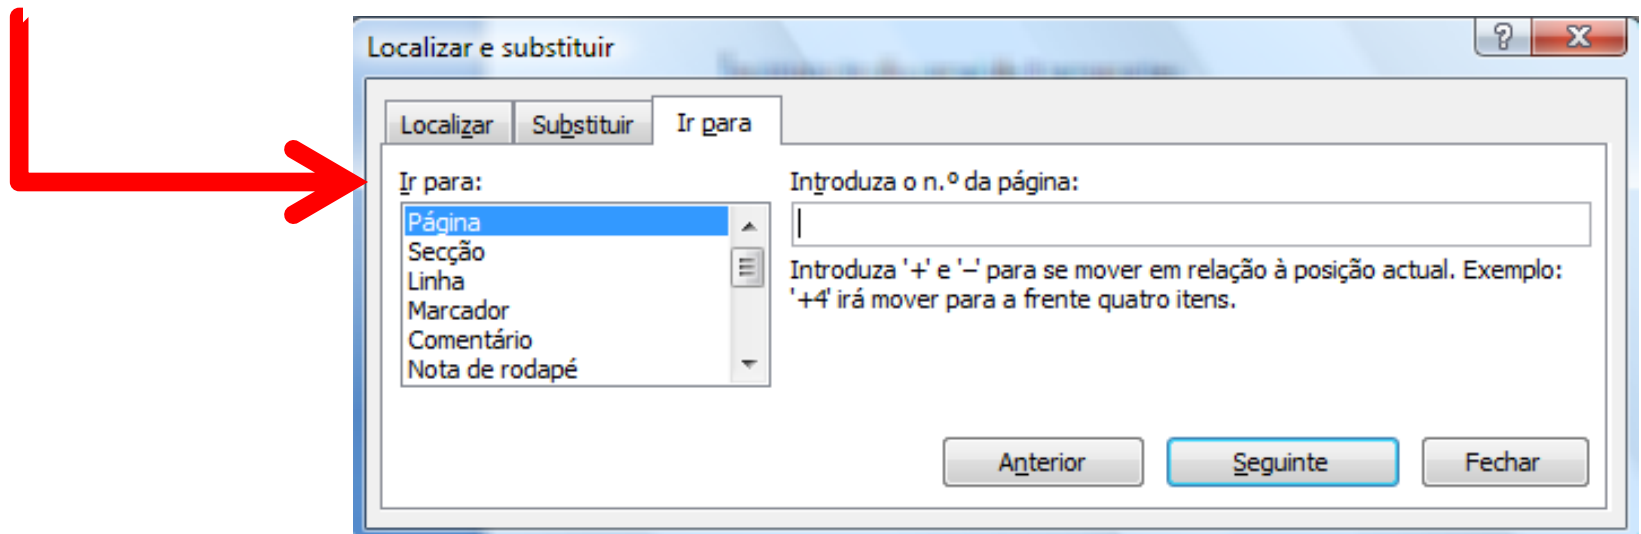 Localizar e substituir
Localizar Substituir Ir para
Ir para:
Página
Secção
Linha
Marcador
Comentário
Nota de rodapé
Introduza o n.º da página:
Introduza '+' e '–' para se mover em relação à posição actual. Exemplo:
'+4' irá mover para a frente quatro itens.
Anterior Seguinte Fechar